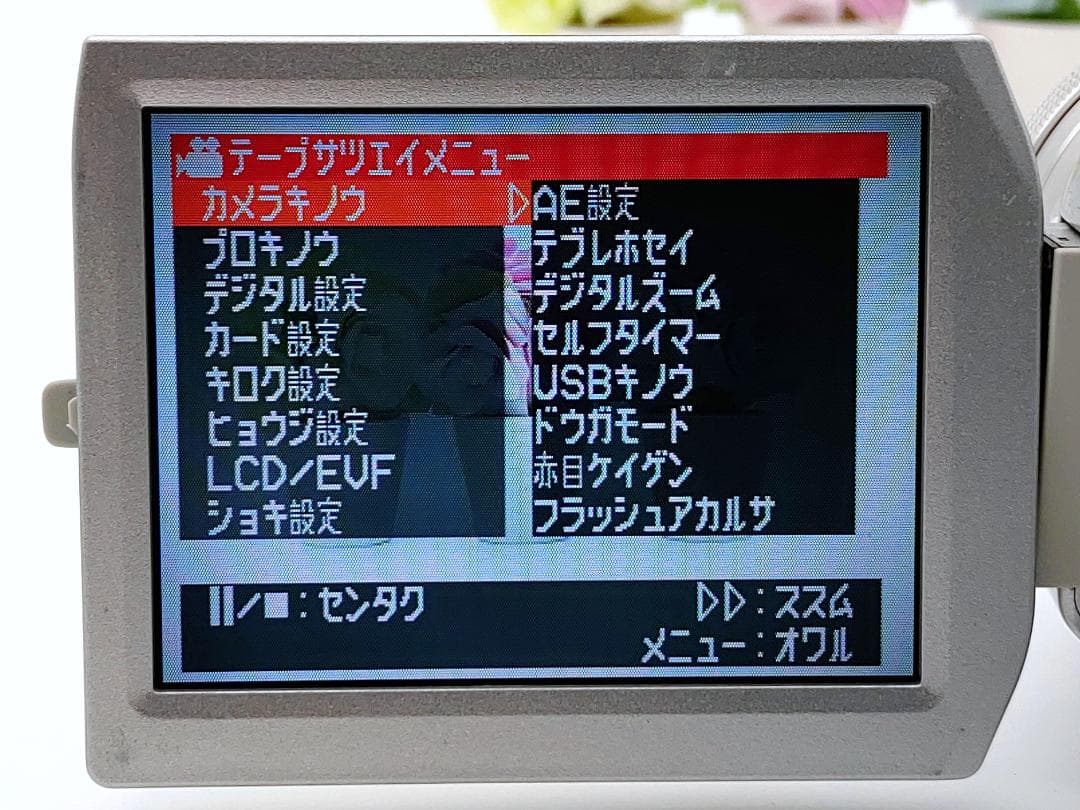 テープサツエイメニュー
カメラキノウ
プロキノウ
デジタル設定
カード設定
キロク設定
ヒョウジ設定
LCD/EVF
ショキ設定
AE設定
テブレホセイ
デジタルズーム
セルフタイマー
USBキノウ
ドウガモード
赤目ケイゲン
フラッシュアカルサ
/■:センタク
▷▷:ススム
メニュー:オワル